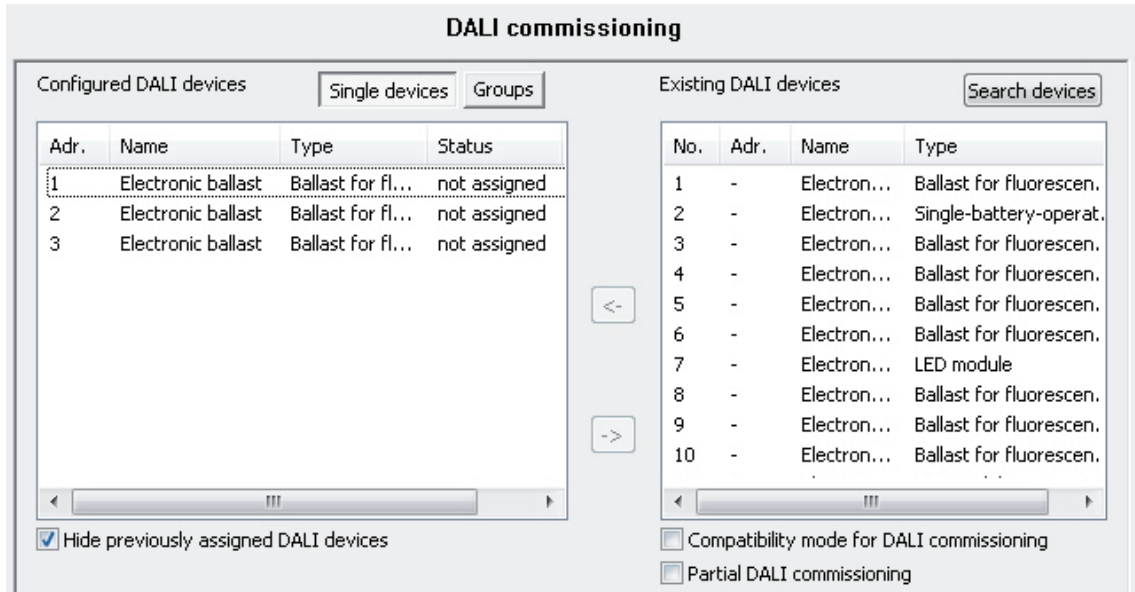 DALI commissioning
Configured DALI devices Single devices Groups
Adr. Name Type Status
1 Electronic ballast Ballast for fl... not assigned
2 Electronic ballast Ballast for fl... not assigned
3 Electronic ballast Ballast for fl... not assigned
<-
->
Hide previously assigned DALI devices
Existing DALI devices Search devices
No. Adr. Name Type
1 - Electron... Ballast for fluorescen.
2 - Electron... Single-battery-operat.
3 - Electron... Ballast for fluorescen.
4 - Electron... Ballast for fluorescen.
5 - Electron... Ballast for fluorescen.
6 - Electron... Ballast for fluorescen.
7 - Electron... LED module
8 - Electron... Ballast for fluorescen.
9 - Electron... Ballast for fluorescen.
10 - Electron... Ballast for fluorescen.
Compatibility mode for DALI commissioning
Partial DALI commissioning